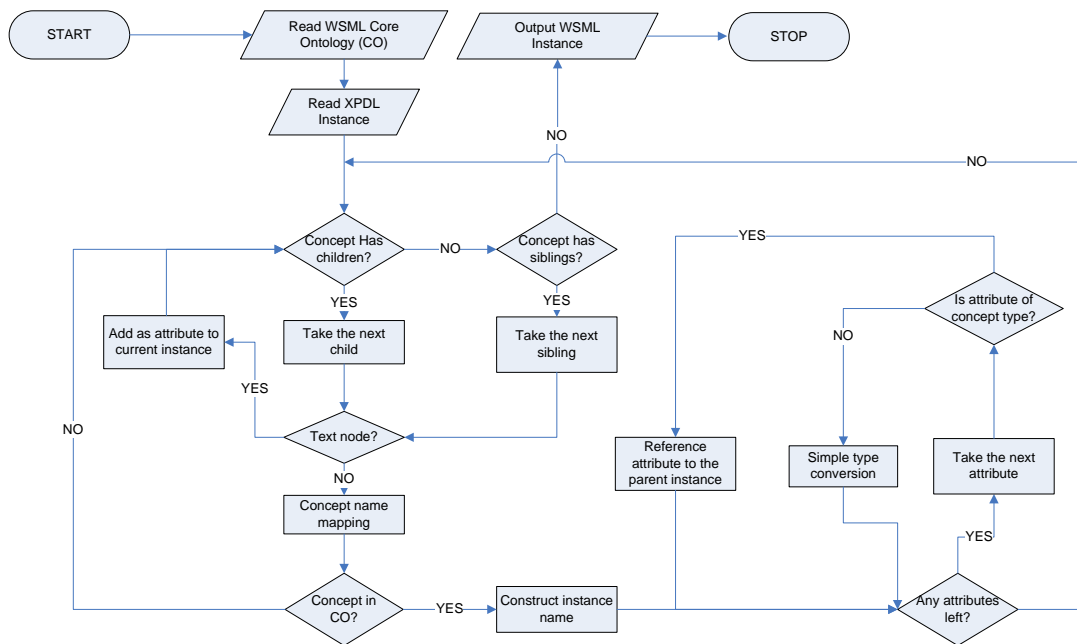 START
Read WSML Core
Ontology (CO)
Output WSML
Instance
STOP
Read XPDL
Instance
NO
NO
Concept Has
children?
NO
Concept has
siblings?
YES
YES
YES
Is attribute of
concept type?
Add as attribute to
current instance
Take the next
child
Take the next
sibling
NO
YES
NO
Text node?
Reference
attribute to the
parent instance
Simple type
conversion
Take the next
attribute
NO
Concept name
mapping
YES
Concept in
CO?
YES
Construct instance
name
Any attributes
left?